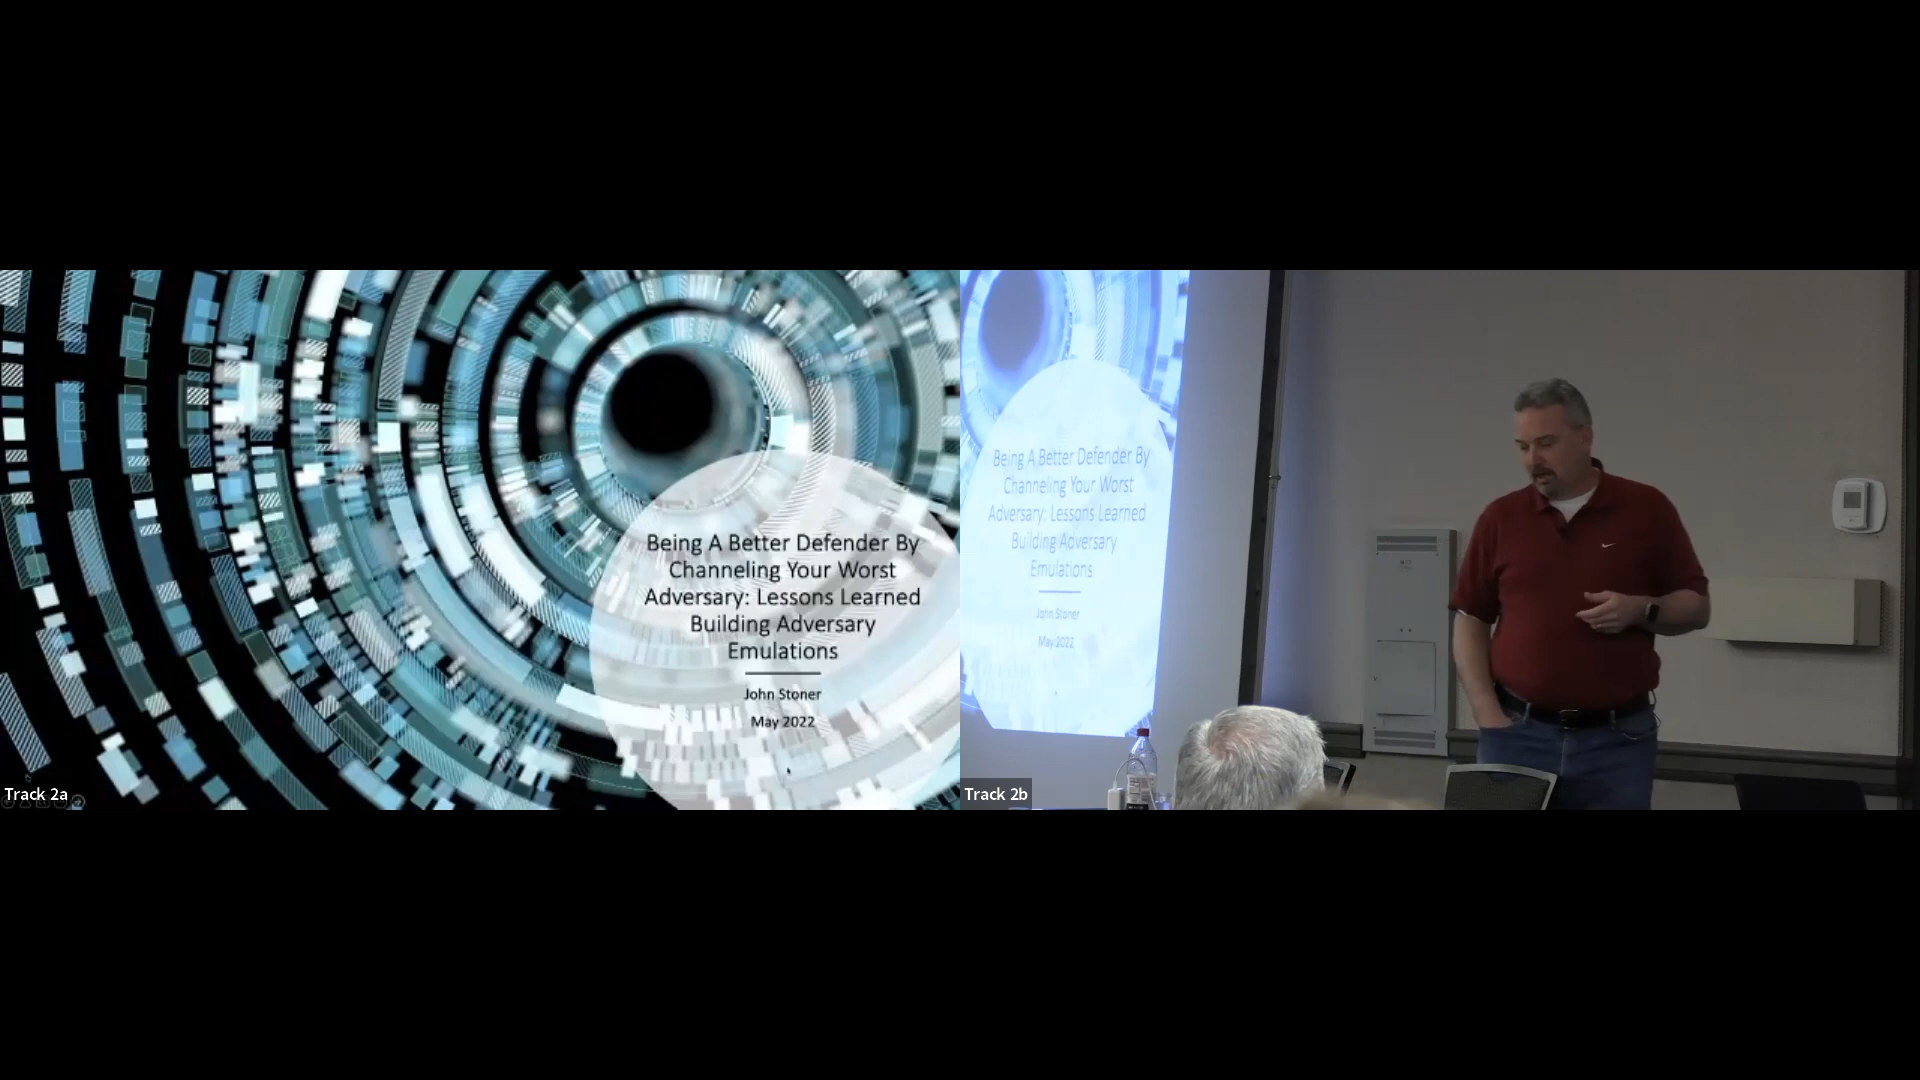 Being A Better Defender By
Channeling Your Worst
Adversary: Lessons Learned
Building Adversary
Emulations
John Stoner
May 2022
Track 2a
Being A Better Defender By
Channeling Your Worst
Adversary: Lessons Learned
Building Adversary
Emulations
John Stoner
May 2022
Track 2b